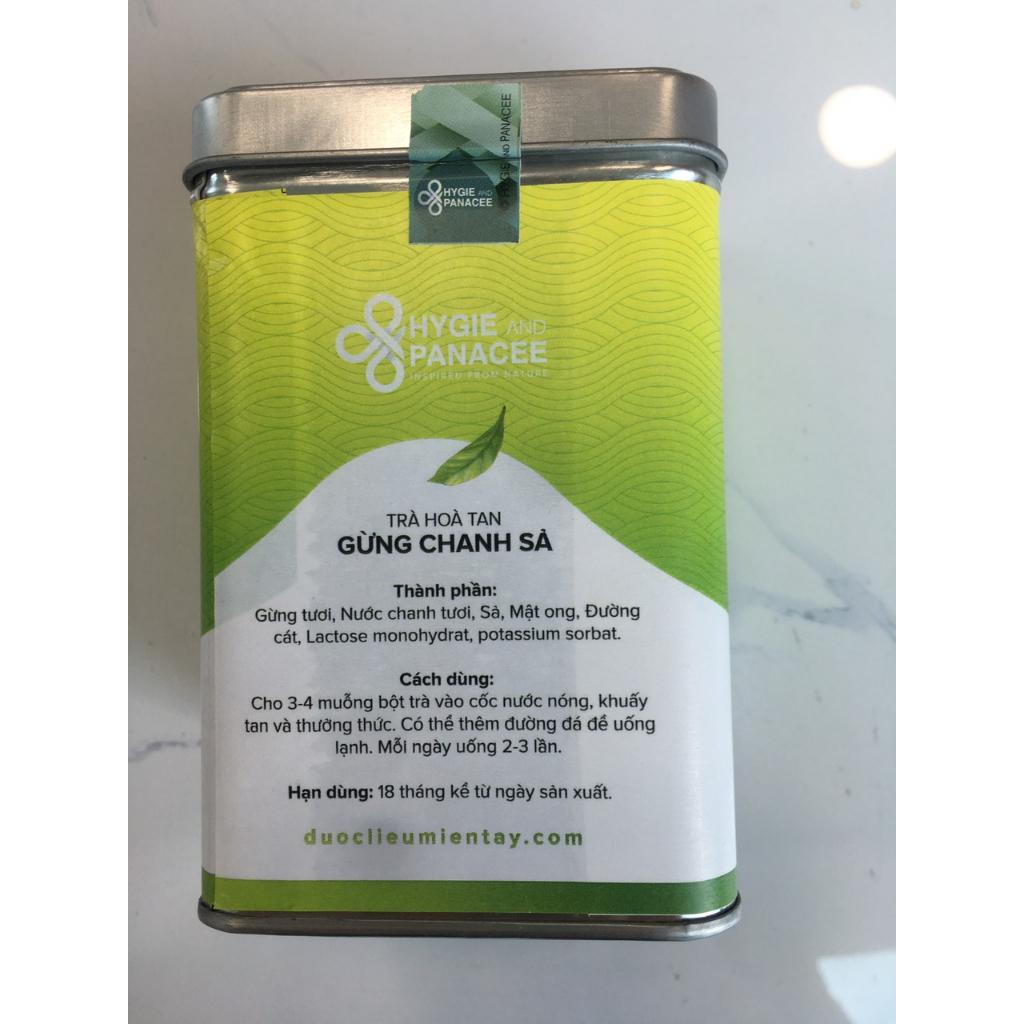 HYGIE AND PANACEE
HYGIE AND
PANACEE
HYGIE AND
PANACEE
INSPIRED FROM NATURE
TRÀ HOÀ TAN
GỪNG CHANH SẢ
Thành phần:
Gừng tươi, Nước chanh tươi, Sả, Mật ong, Đường
cát, Lactose monohydrat, potassium sorbat.
Cách dùng:
Cho 3-4 muỗng bột trà vào cốc nước nóng, khuấy
tan và thưởng thức. Có thể thêm đường đá để uống
lạnh. Mỗi ngày uống 2-3 lần.
Hạn dùng: 18 tháng kể từ ngày sản xuất.
duoclieumientay.com